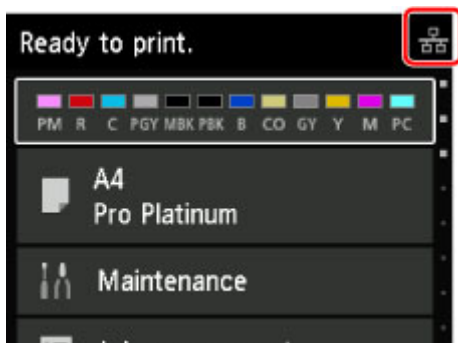 Ready to print.
PM R C PGY MBK PBK B CO GY Y M PC
A4
Pro Platinum
Maintenance